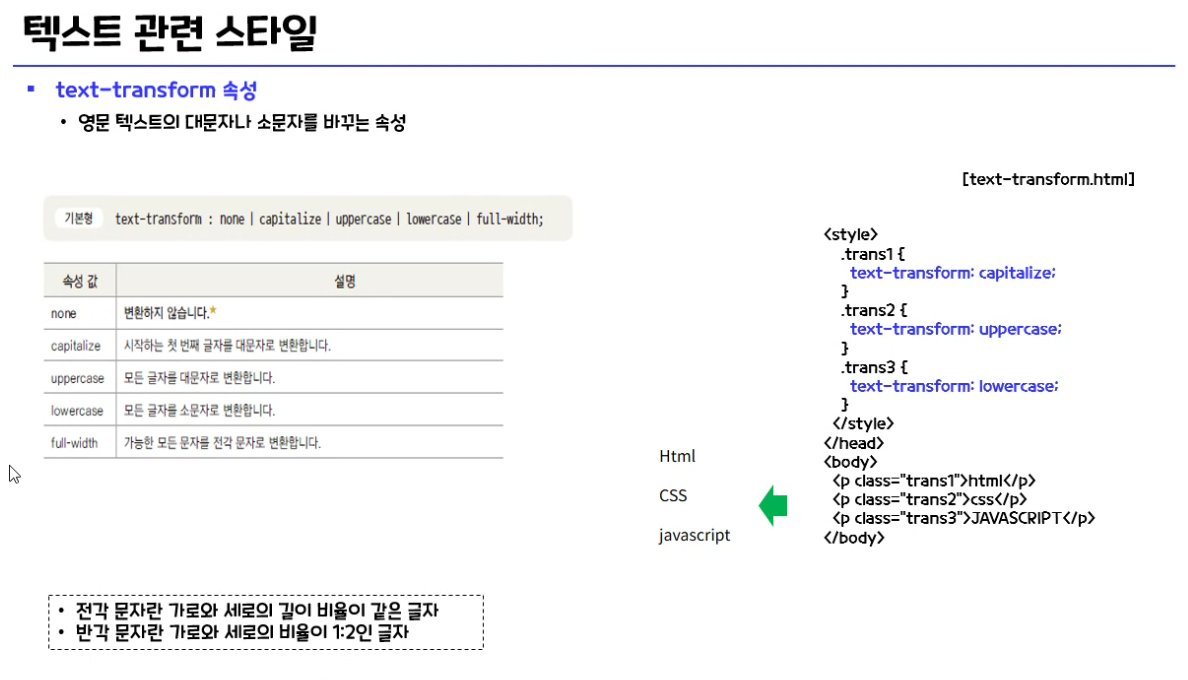 텍스트 관련 스타일
▪ text-transform 속성
• 영문 텍스트의 대문자나 소문자를 바꾸는 속성
[text-transform.html]
기본형 text-transform : none | capitalize | uppercase | lowercase | full-width;
속성 값 설명
none 변환하지 않습니다.*
capitalize 시작하는 첫 번째 글자를 대문자로 변환합니다.
uppercase 모든 글자를 대문자로 변환합니다.
lowercase 모든 글자를 소문자로 변환합니다.
full-width 가능한 모든 문자를 전각 문자로 변환합니다.
<style>
.trans1 {
text-transform: capitalize;
}
.trans2 {
text-transform: uppercase;
}
.trans3 {
text-transform: lowercase;
}
</style>
</head>
<body>
<p class="trans1">html</p>
<p class="trans2">css</p>
<p class="trans3">JAVASCRIPT</p>
</body>
Html
CSS
javascript
• 전각 문자란 가로와 세로의 길이 비율이 같은 글자
• 반각 문자란 가로와 세로의 비율이 1:2인 글자